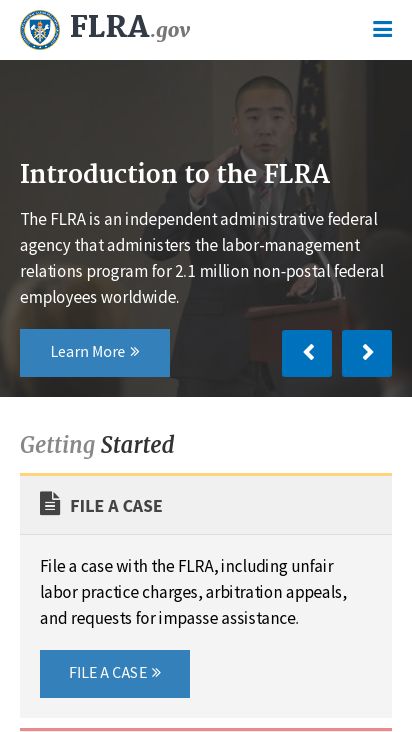 FLRA.gov
Introduction to the FLRA
The FLRA is an independent administrative federal
agency that administers the labor-management
relations program for 2.1 million non-postal federal
employees worldwide.
Learn More »
Getting Started
FILE A CASE
File a case with the FLRA, including unfair
labor practice charges, arbitration appeals,
and requests for impasse assistance.
FILE A CASE »